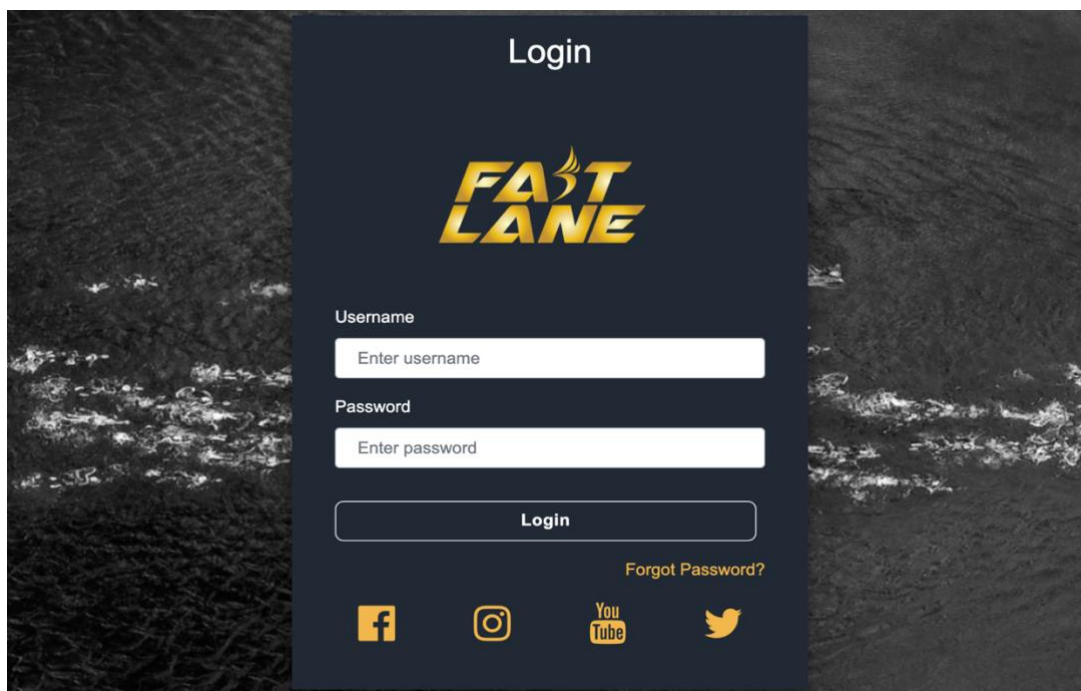 Login
FAST
LANE
Username
Enter username
Password
Enter password
Login
Forgot Password?
You
Tube